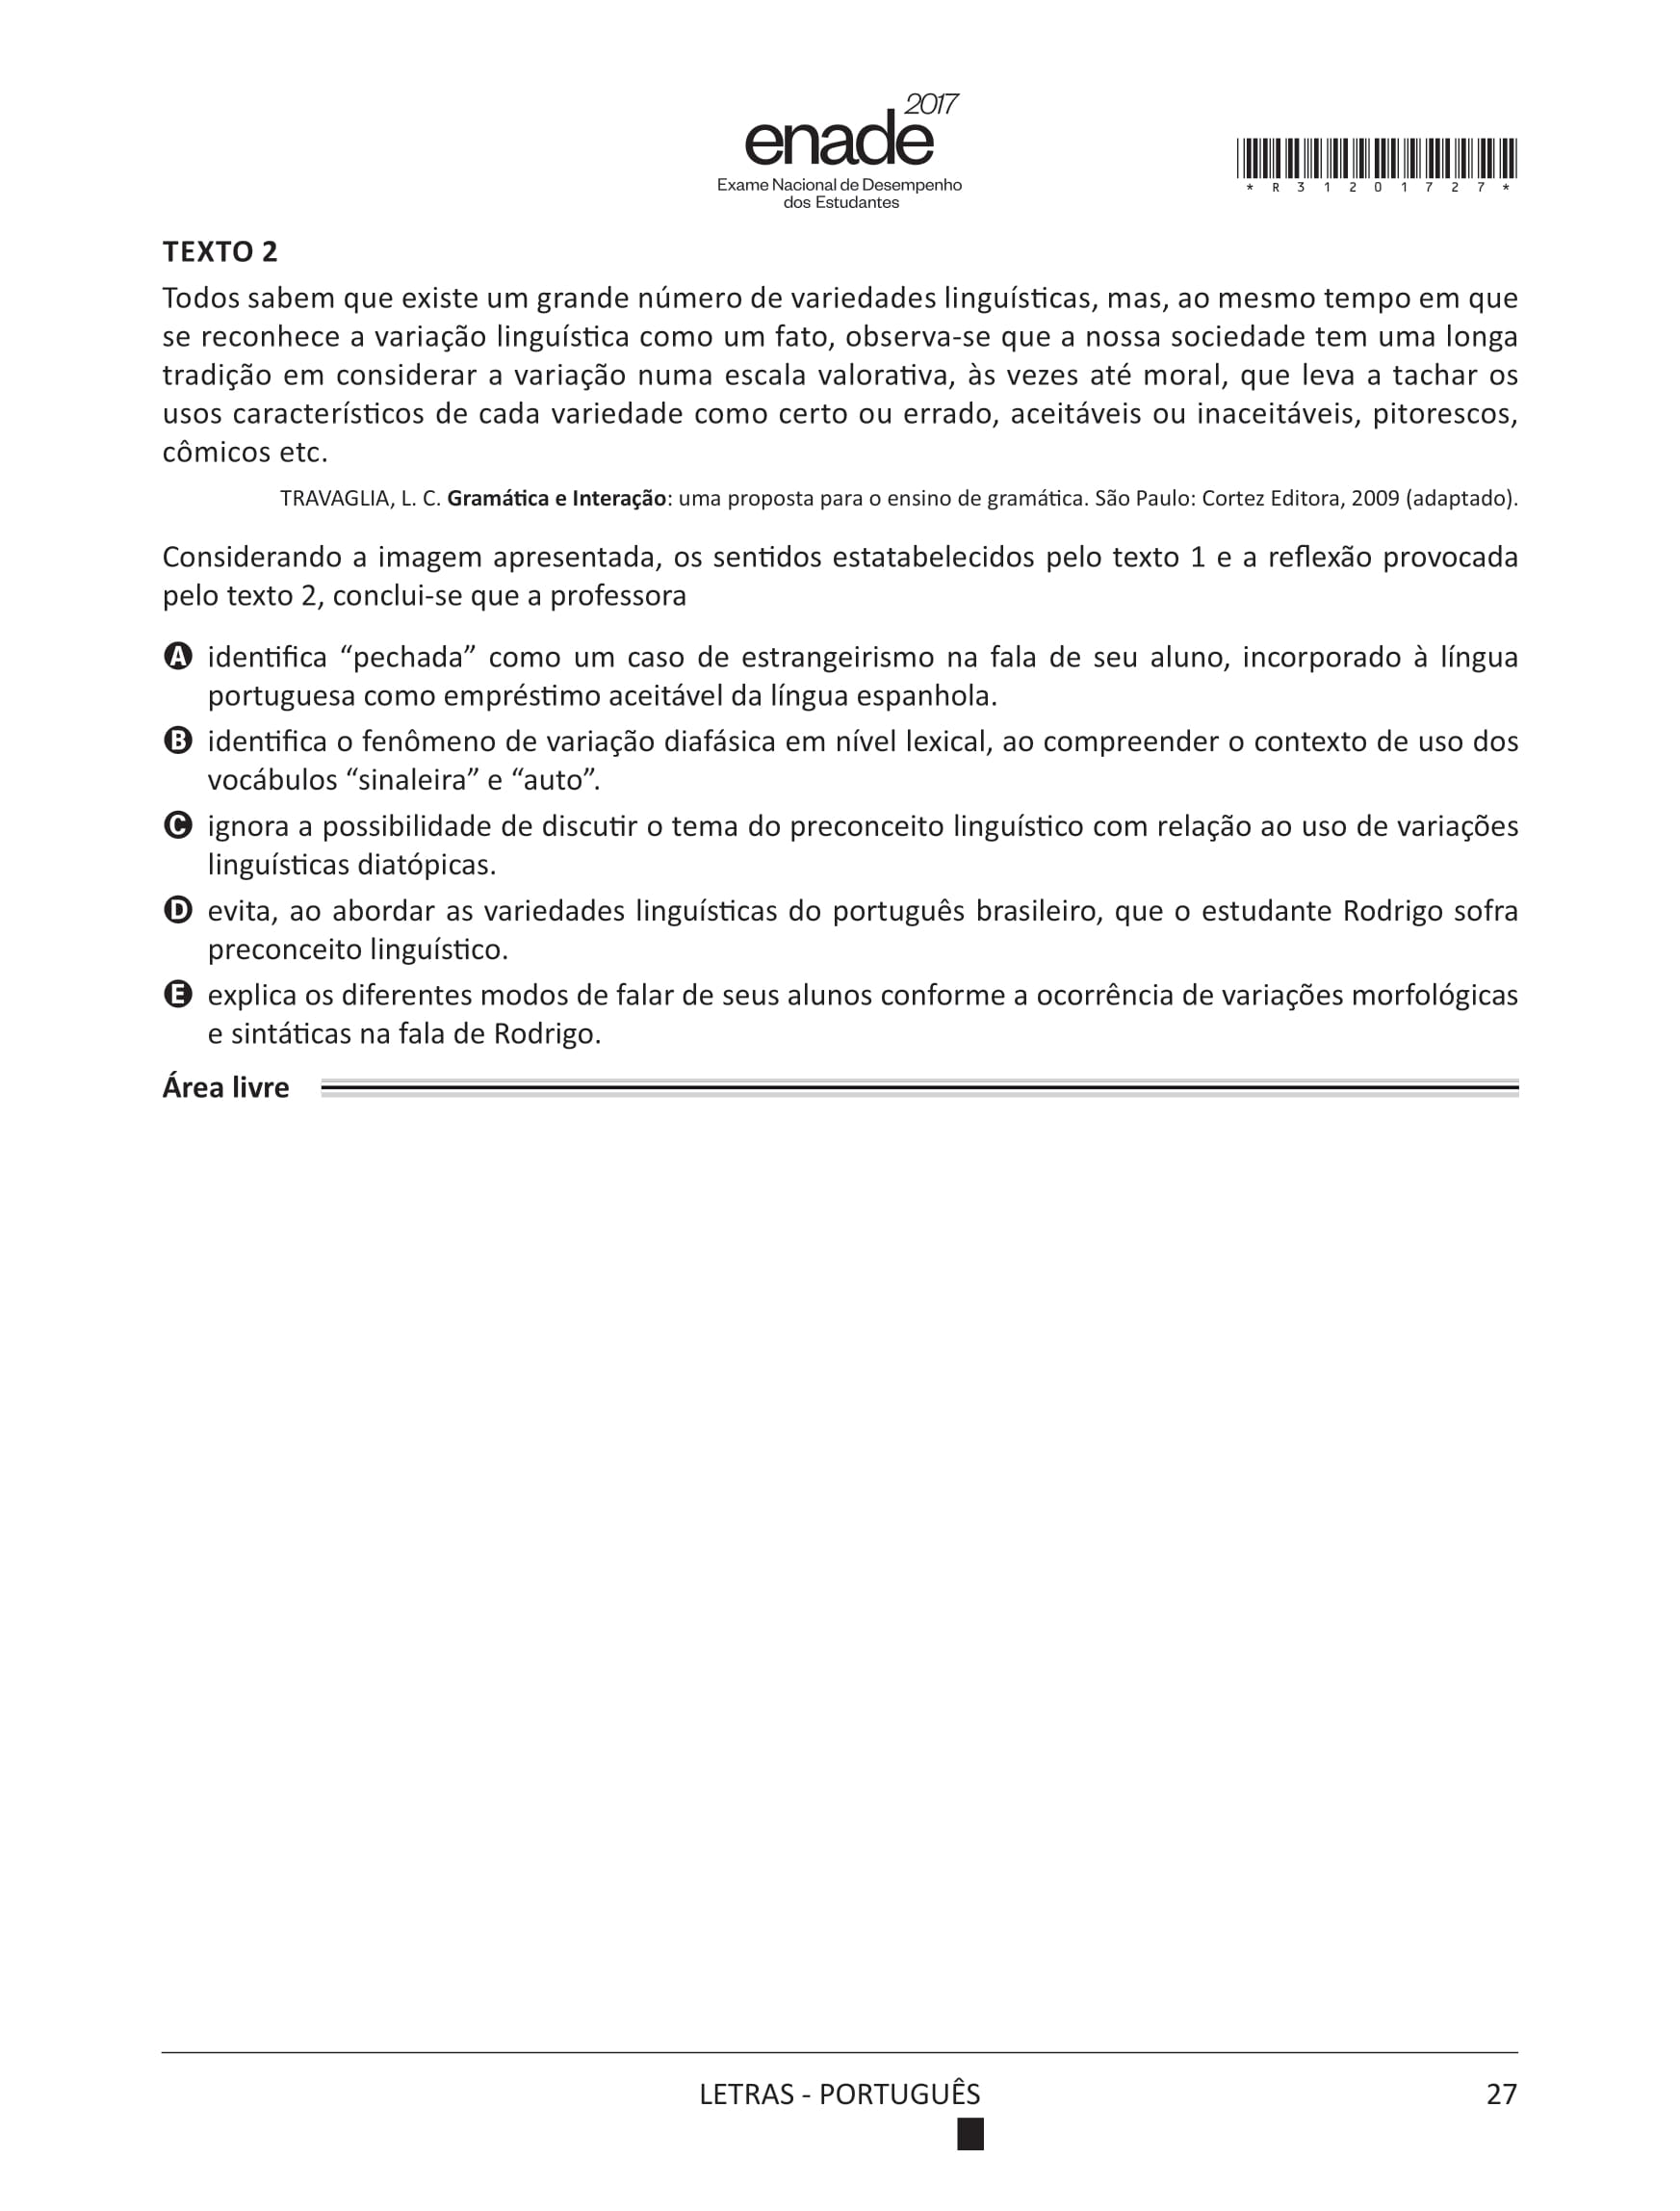 2017
enade
Exame Nacional de Desempenho
dos Estudantes
* R 3 1 2 0 1 7 2 7 *
TEXTO 2
Todos sabem que existe um grande número de variedades linguísticas, mas, ao mesmo tempo em que
se reconhece a variação linguística como um fato, observa-se que a nossa sociedade tem uma longa
tradição em considerar a variação numa escala valorativa, às vezes até moral, que leva a tachar os
usos característicos de cada variedade como certo ou errado, aceitáveis ou inaceitáveis, pitorescos,
cômicos etc.
TRAVAGLIA, L. C. Gramática e Interação: uma proposta para o ensino de gramática. São Paulo: Cortez Editora, 2009 (adaptado).
Considerando a imagem apresentada, os sentidos estatabelecidos pelo texto 1 e a reflexão provocada
pelo texto 2, conclui-se que a professora
A identifica “pechada” como um caso de estrangeirismo na fala de seu aluno, incorporado à língua
portuguesa como empréstimo aceitável da língua espanhola.
B identifica o fenômeno de variação diafásica em nível lexical, ao compreender o contexto de uso dos
vocábulos “sinaleira” e “auto”.
C ignora a possibilidade de discutir o tema do preconceito linguístico com relação ao uso de variações
linguísticas diatópicas.
D evita, ao abordar as variedades linguísticas do português brasileiro, que o estudante Rodrigo sofra
preconceito linguístico.
E explica os diferentes modos de falar de seus alunos conforme a ocorrência de variações morfológicas
e sintáticas na fala de Rodrigo.
Área livre
LETRAS - PORTUGUÊS
27